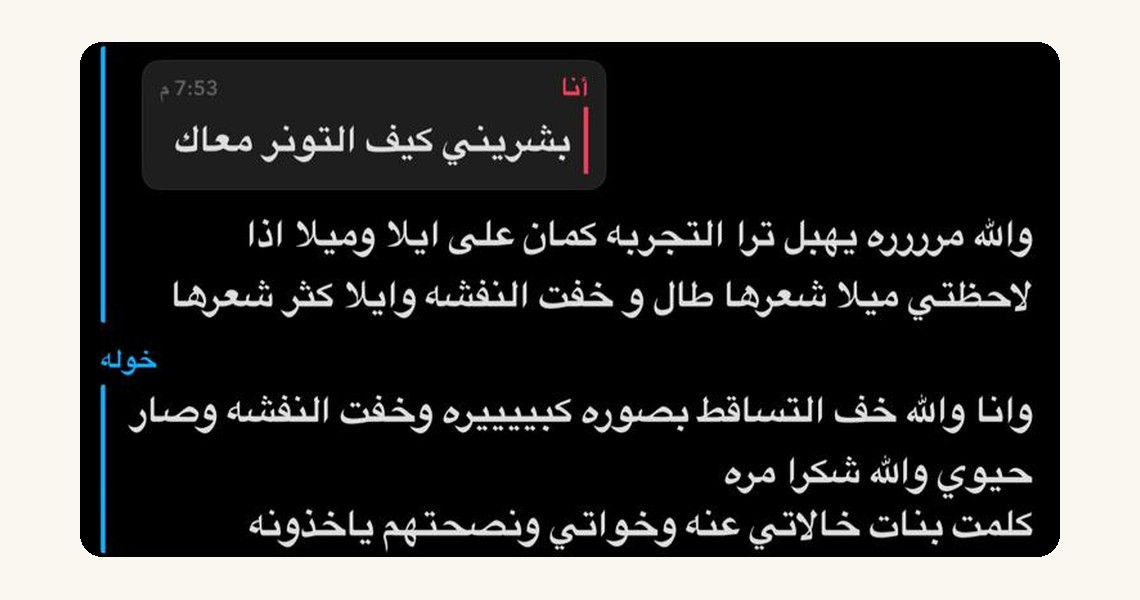 أنا
7:53 م
بشريني كيف التونر معاك
والله مرررره يهبل ترا التجربه كمان على ايلا وميلا اذا
لاحظتي ميلا شعرها طال و خفت النفشه وايلا كثر شعرها
خوله
وانا والله خف التساقط بصوره كبيييييره وخفت النفشه وصار
حيوي والله شكرا مره
كلمت بنات خالاتي عنه وخواتي ونصحتهم ياخذونه